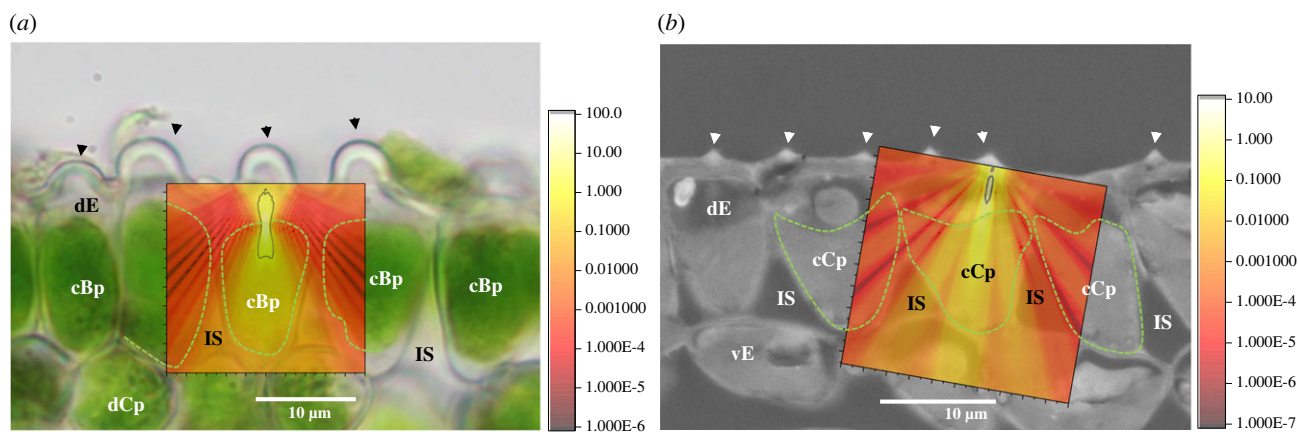 (a)
(b)
100.0
10.00
1.000
0.1000
0.01000
0.001000
1.000E-4
1.000E-5
1.000E-6
10.00
1.000
0.1000
0.01000
0.001000
1.000E-4
1.000E-5
1.000E-6
1.000E-7
dE
cBp
cBp
cBp
cBp
IS
IS
dCp
10 μm
dE
cCp
cCp
cCp
IS
IS
IS
IS
vE
10 μm